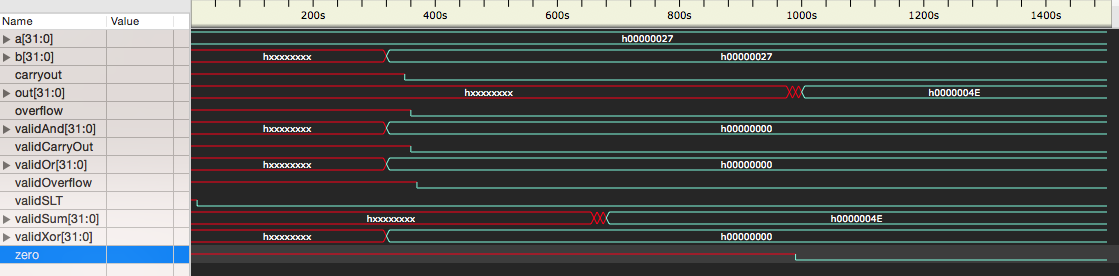 Name Value 200s 400s 600s 800s 1000s 1200s 1400s
a[31:0] h00000027
b[31:0] hxxxxxxxx h00000027
carryout
out[31:0] hxxxxxxxx h0000004E
overflow
validAnd[31:0] hxxxxxxxx h00000000
validCarryOut
validOr[31:0] hxxxxxxxx h00000000
validOverflow
validSLT
validSum[31:0] hxxxxxxxx h0000004E
validXor[31:0] hxxxxxxxx h00000000
zero